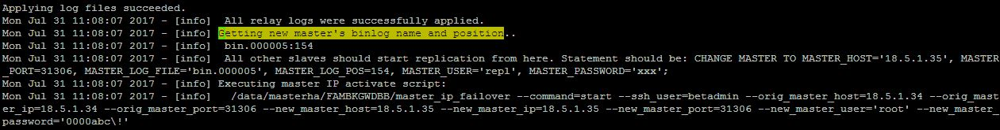 Applying log files succeeded.
Mon Jul 31 11:08:07 2017 - [info]  All relay logs were successfully applied.
Mon Jul 31 11:08:07 2017 - [info] Getting new master's binlog name and position..
Mon Jul 31 11:08:07 2017 - [info]  bin.000005:154
Mon Jul 31 11:08:07 2017 - [info]  All other slaves should start replication from here. Statement should be: CHANGE MASTER TO MASTER_HOST='18.5.1.35', MASTER
_PORT=31306, MASTER_LOG_FILE='bin.000005', MASTER_LOG_POS=154, MASTER_USER='repl', MASTER_PASSWORD='xxx';
Mon Jul 31 11:08:07 2017 - [info] Executing master IP activate script:
Mon Jul 31 11:08:07 2017 - [info]   /data/masterha/FAMBKGWDBB/master_ip_failover --command=start --ssh_user=betadmin --orig_master_host=18.5.1.34 --orig_mast
er_ip=18.5.1.34 --orig_master_port=31306 --new_master_host=18.5.1.35 --new_master_ip=18.5.1.35 --new_master_port=31306 --new_master_user='root' --new_master_
password='0000abc\!'